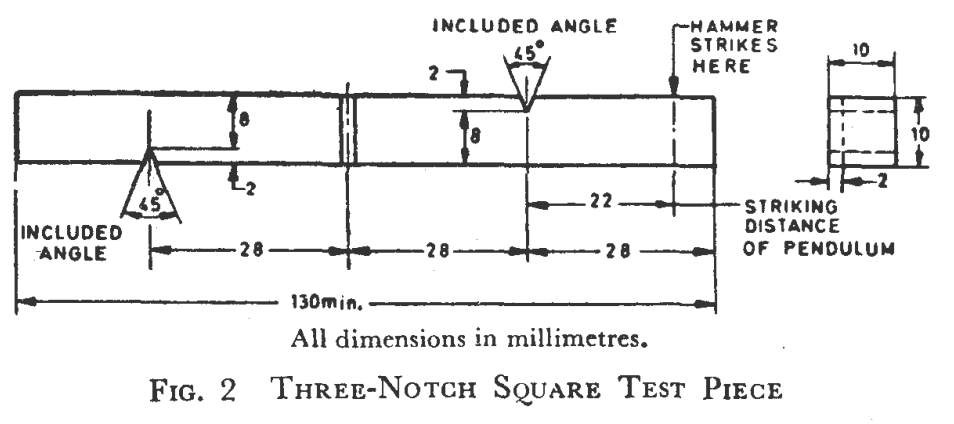 INCLUDED ANGLE
45°
HAMMER
STRIKES
HERE
10
2
8
8
10
2
2
45°
INCLUDED
ANGLE
22
STRIKING
DISTANCE
OF PENDULUM
28
28
28
130min.
All dimensions in millimetres.
FIG. 2 THREE-NOTCH SQUARE TEST PIECE